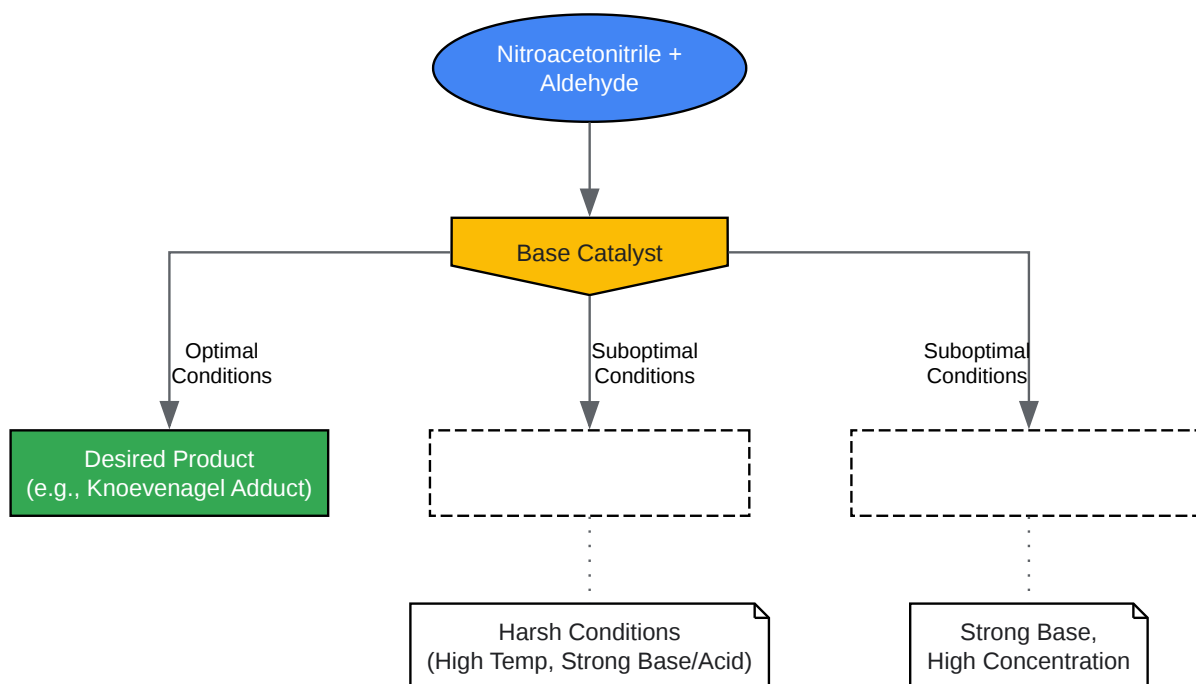 Nitroacetonitrile +
Aldehyde
Base Catalyst
Optimal
Conditions
Suboptimal
Conditions
Suboptimal
Conditions
Desired Product
(e.g., Knoevenagel Adduct)
Harsh Conditions
(High Temp, Strong Base/Acid)
Strong Base,
High Concentration